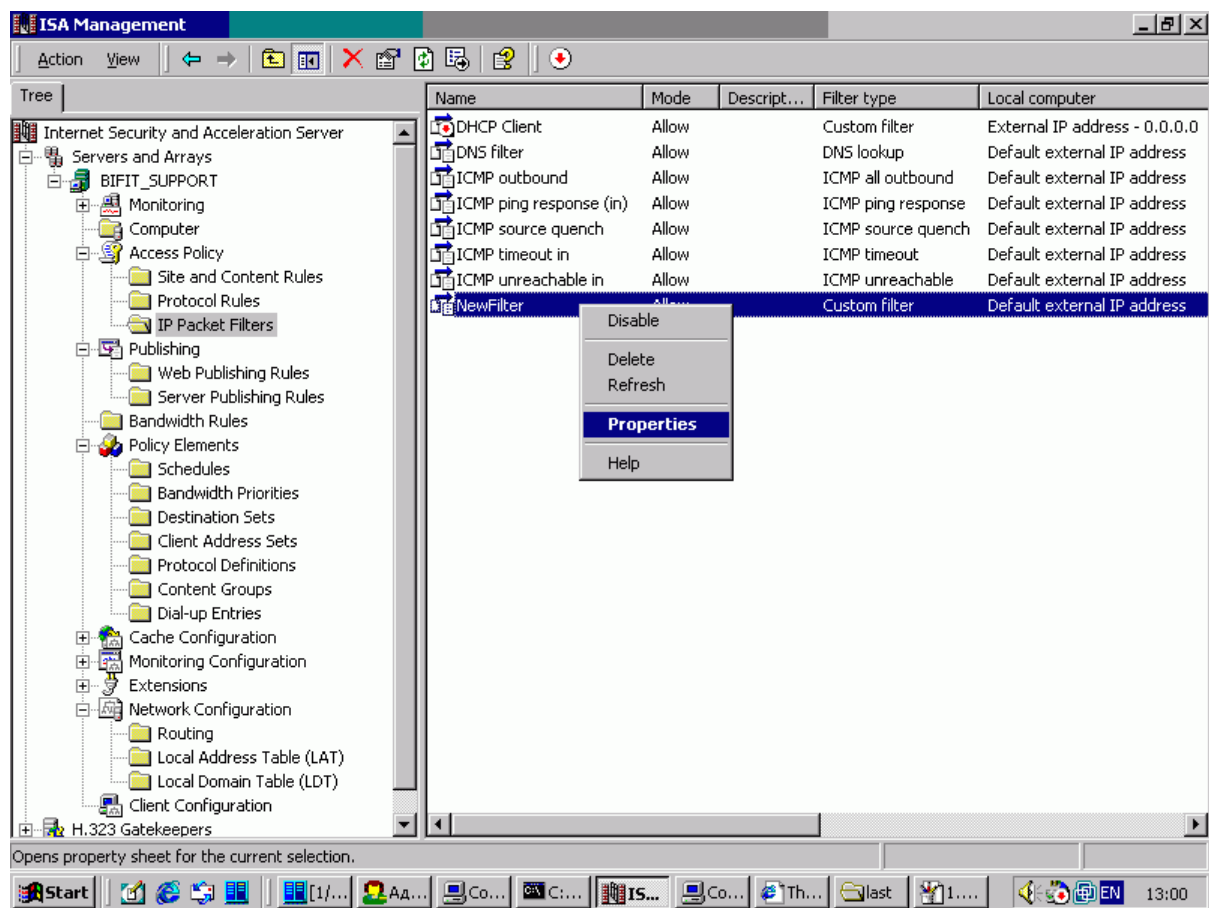 ISA Management
Action View
Tree
Name Mode Descript... Filter type Local computer
Internet Security and Acceleration Server
Servers and Arrays
BIFIT_SUPPORT
Monitoring
Computer
Access Policy
Site and Content Rules
Protocol Rules
IP Packet Filters
Publishing
Web Publishing Rules
Server Publishing Rules
Bandwidth Rules
Policy Elements
Schedules
Bandwidth Priorities
Destination Sets
Client Address Sets
Protocol Definitions
Content Groups
Dial-up Entries
Cache Configuration
Monitoring Configuration
Extensions
Network Configuration
Routing
Local Address Table (LAT)
Local Domain Table (LDT)
Client Configuration
H.323 Gatekeepers
DHCP Client Allow Custom filter External IP address - 0.0.0.0
DNS filter Allow DNS lookup Default external IP address
ICMP outbound Allow ICMP all outbound Default external IP address
ICMP ping response (in) Allow ICMP ping response Default external IP address
ICMP source quench Allow ICMP source quench Default external IP address
ICMP timeout in Allow ICMP timeout Default external IP address
ICMP unreachable in Allow ICMP unreachable Default external IP address
NewFilter Custom filter Default external IP address
Disable
Delete
Refresh
Properties
Help
Opens property sheet for the current selection.
Start [1/... Ад... Co... C:... IS... Co... Th... last 1.... EN 13:00